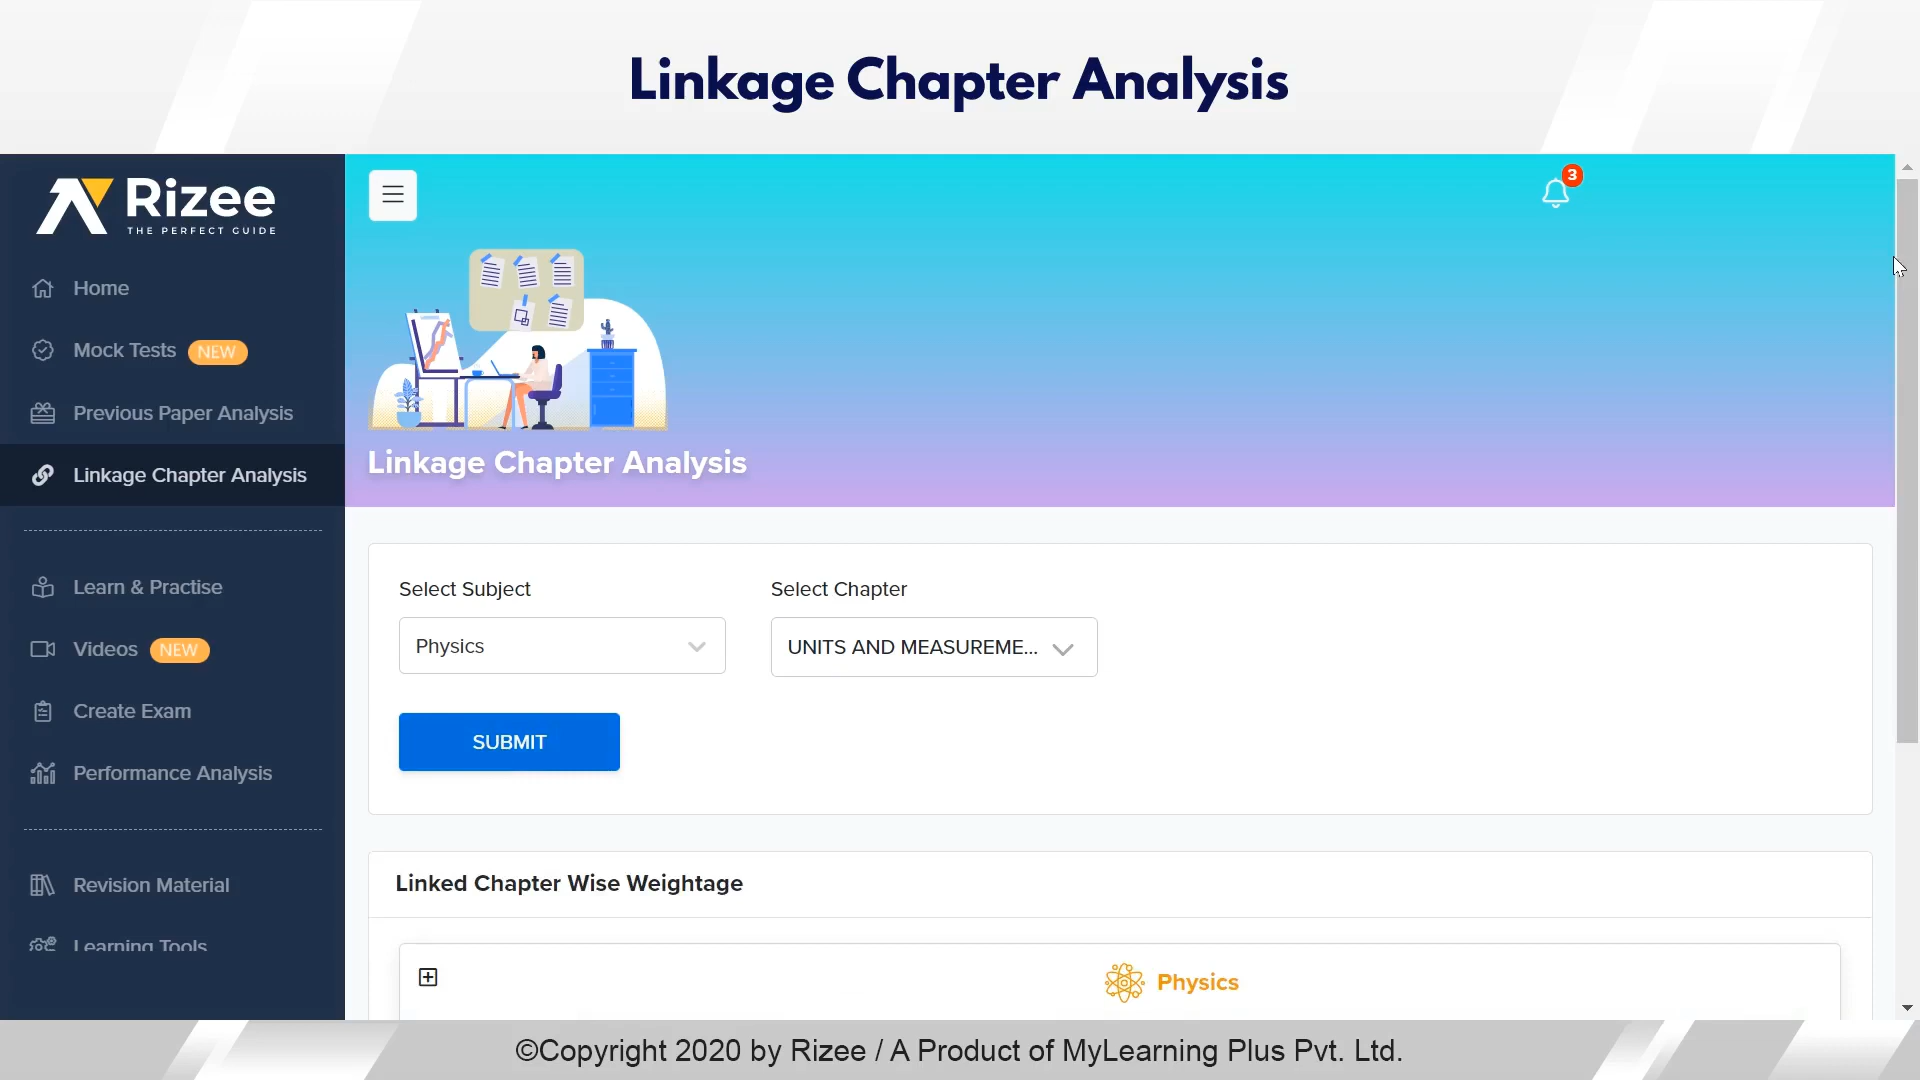 Linkage Chapter Analysis
Rizee
THE PERFECT GUIDE
3
Home
Mock Tests NEW
Previous Paper Analysis
Linkage Chapter Analysis
Learn & Practise
Videos NEW
Create Exam
Performance Analysis
Revision Material
Learning Tools
Linkage Chapter Analysis
Select Subject
Select Chapter
Physics
UNITS AND MEASUREME...
SUBMIT
Linked Chapter Wise Weightage
Physics
©Copyright 2020 by Rizee / A Product of MyLearning Plus Pvt. Ltd.